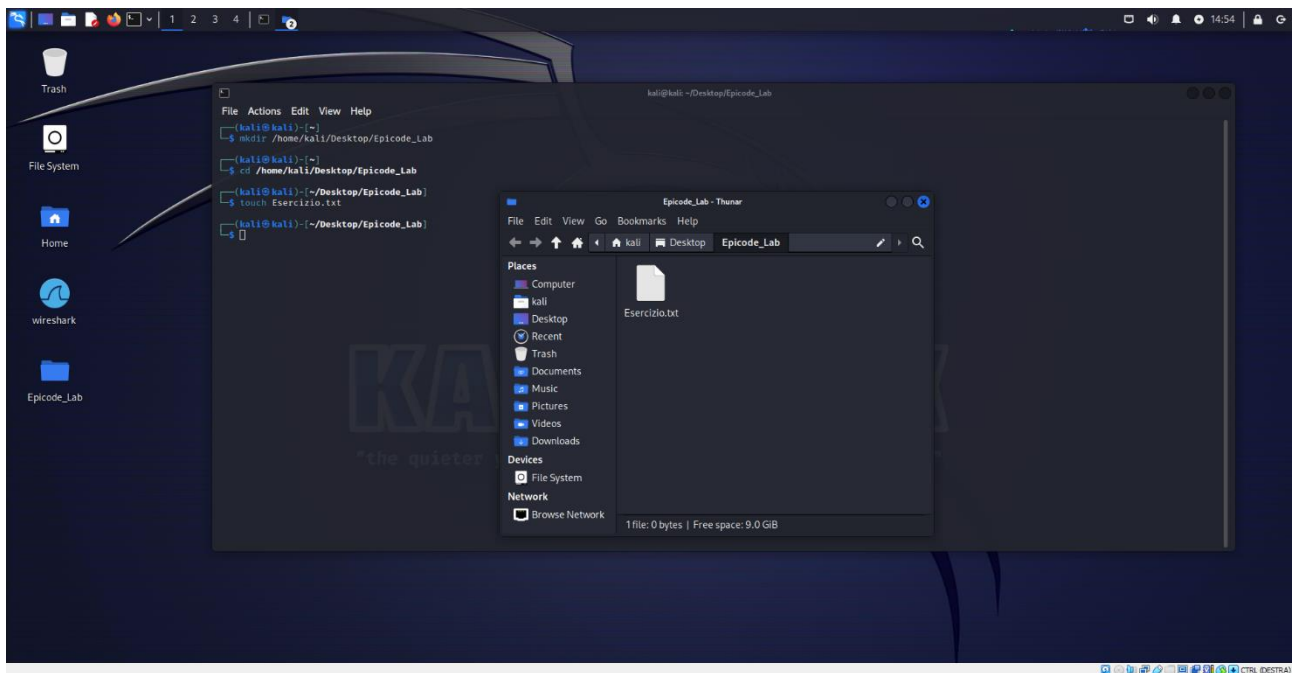 1 2 3 4
2
14:54
Trash
File System
Home
wireshark
Epicode_Lab
kali@kali: ~/Desktop/Epicode_Lab
File Actions Edit View Help
(kali㉿kali)-[~]
$ mkdir /home/kali/Desktop/Epicode_Lab
(kali㉿kali)-[~]
$ cd /home/kali/Desktop/Epicode_Lab
(kali㉿kali)-[~/Desktop/Epicode_Lab]
$ touch Esercizio.txt
(kali㉿kali)-[~/Desktop/Epicode_Lab]
$
KA
"the quieter
Epicode_Lab - Thunar
File Edit View Go Bookmarks Help
kali Desktop Epicode_Lab
Places
Computer
kali
Desktop
Recent
Trash
Documents
Music
Pictures
Videos
Downloads
Devices
File System
Network
Browse Network
Esercizio.txt
1 file: 0 bytes | Free space: 9.0 GiB
CTRL (DESTRA)